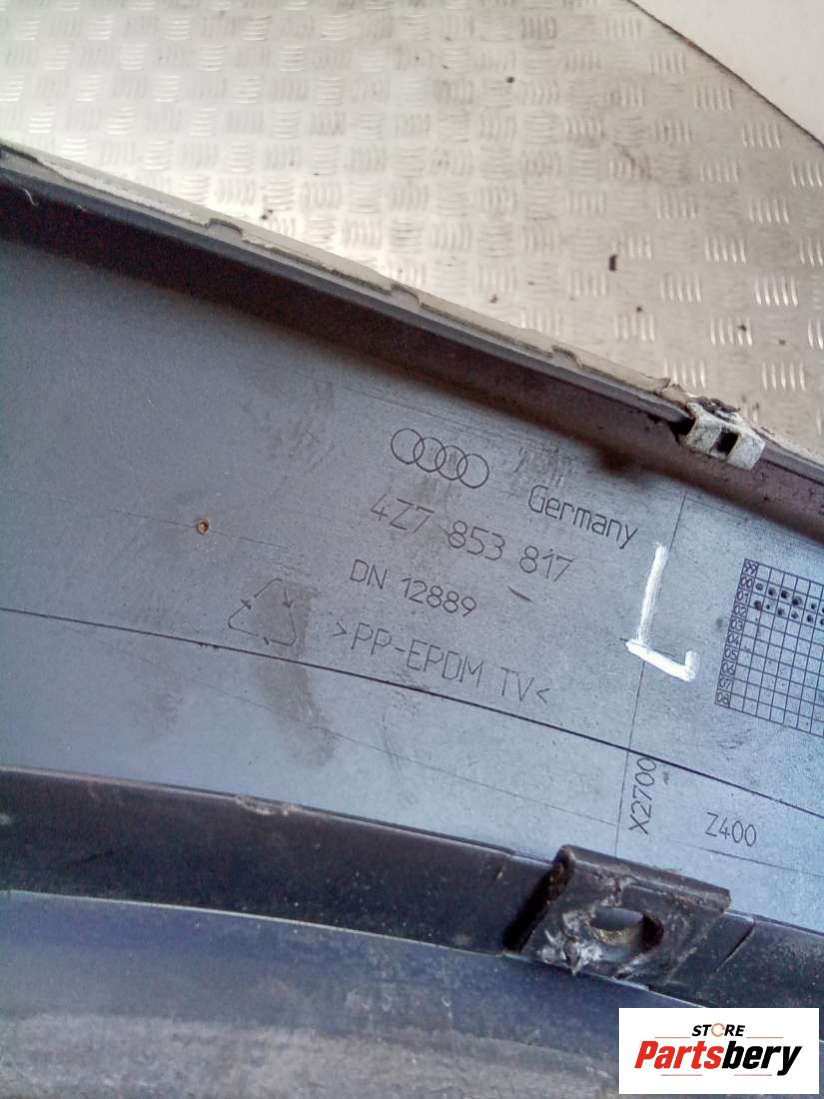 Germany
4Z7 853 817
DN 12889
>PP-EPDM TV<
L
X2700
Z400
STORE
Partsbery